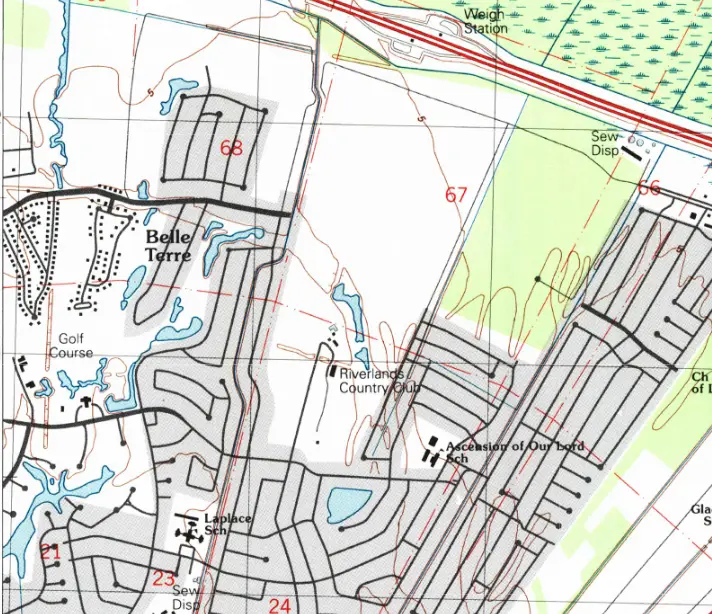 Weigh
Station
5
5
Sew
Disp
68
67
66
Belle
Terre
5
Golf
Course
Riverlands
Country Club
Ch
of L
Ascension of Our Lord
Sch
Laplace
Sch
Gla
S
21
23
Sew
Disp
24